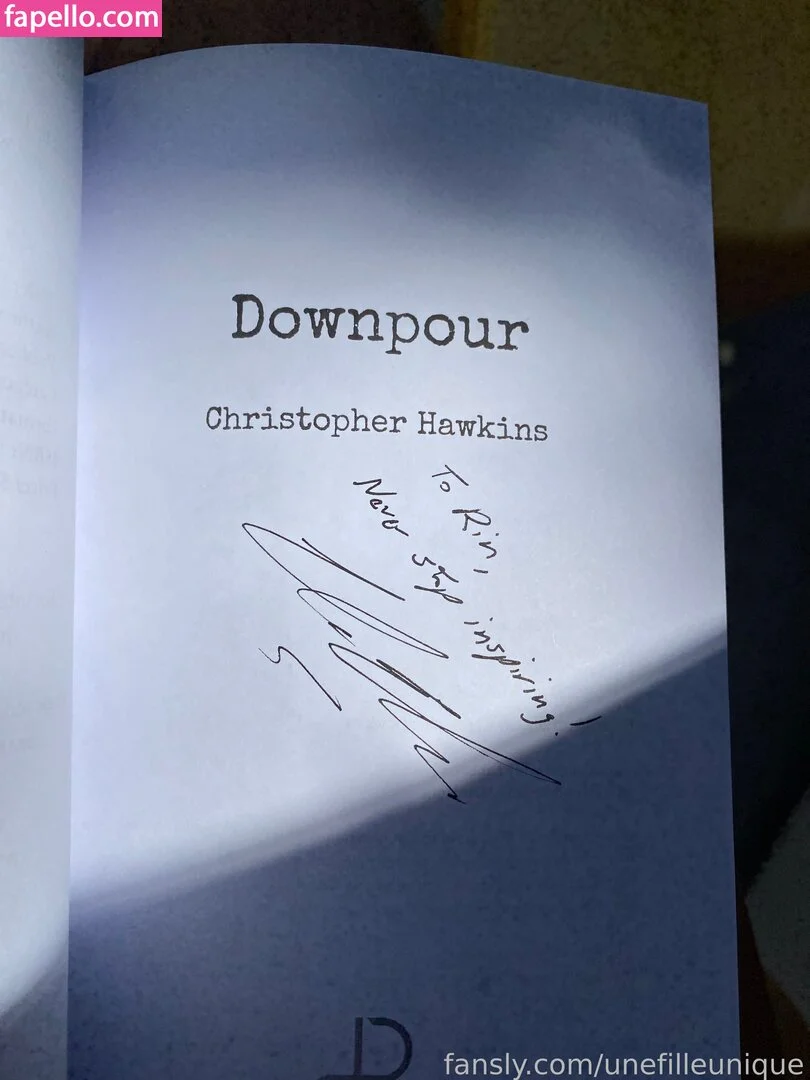 fapello.com
Downpour
Christopher Hawkins
To Rin,
Never stop inspiring!
fansly.com/unefilleunique